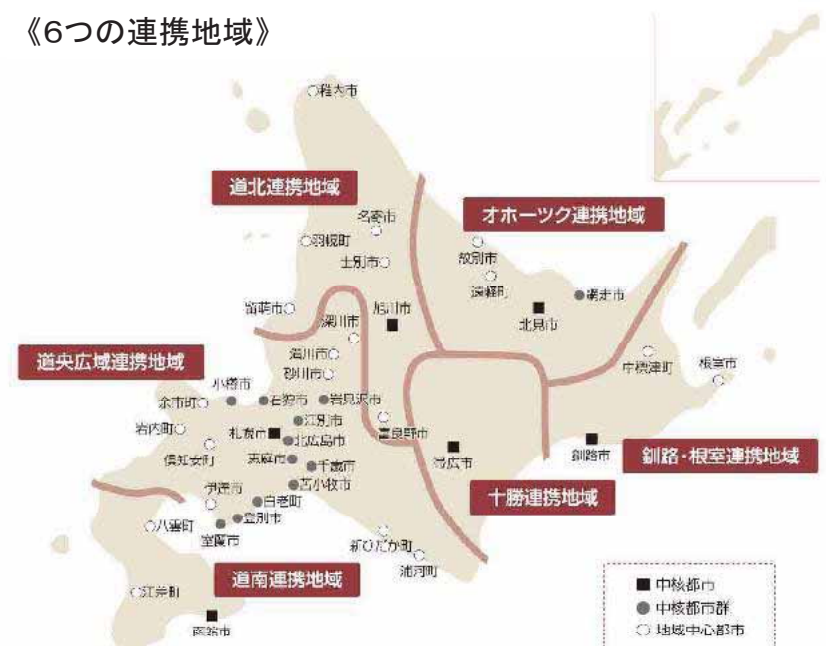 《6つの連携地域》
稚内市
道北連携地域
オホーツク連携地域
名寄市
羽幌町
紋別市
士別市
遠軽町
網走市
留萌市
旭川市
北見市
深川市
滝川市
砂川市
中標津町
根室市
道央広域連携地域
小樽市
余市町
石狩市
岩見沢市
江別市
富良野市
岩内町
札幌市
北広島市
帯広市
釧路市
釧路・根室連携地域
倶知安町
恵庭市
千歳市
苫小牧市
十勝連携地域
伊達市
白老町
登別市
八雲町
室蘭市
新ひだか町
浦河町
道南連携地域
江差町
函館市
中核都市
中核都市群
地域中心都市